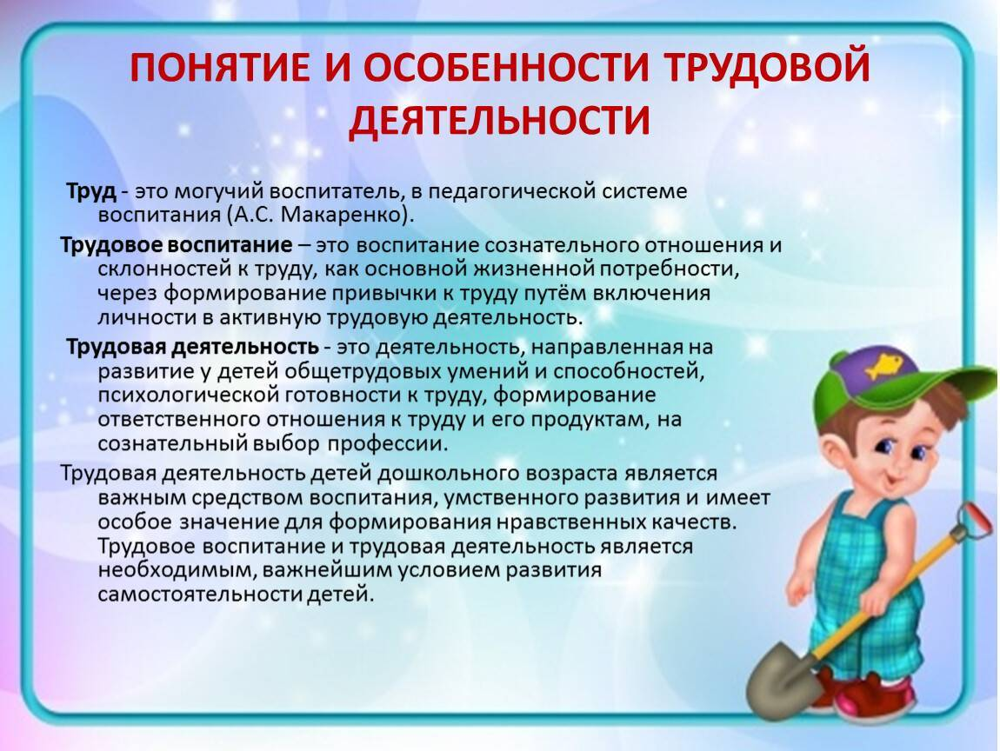 ПОНЯТИЕ И ОСОБЕННОСТИ ТРУДОВОЙ
ДЕЯТЕЛЬНОСТИ
Труд - это могучий воспитатель, в педагогической системе
воспитания (А.С. Макаренко).
Трудовое воспитание – это воспитание сознательного отношения и
склонностей к труду, как основной жизненной потребности,
через формирование привычки к труду путём включения
личности в активную трудовую деятельность.
Трудовая деятельность - это деятельность, направленная на
развитие у детей общетрудовых умений и способностей,
психологической готовности к труду, формирование
ответственного отношения к труду и его продуктам, на
сознательный выбор профессии.
Трудовая деятельность детей дошкольного возраста является
важным средством воспитания, умственного развития и имеет
особое значение для формирования нравственных качеств.
Трудовое воспитание и трудовая деятельность является
необходимым, важнейшим условием развития
самостоятельности детей.